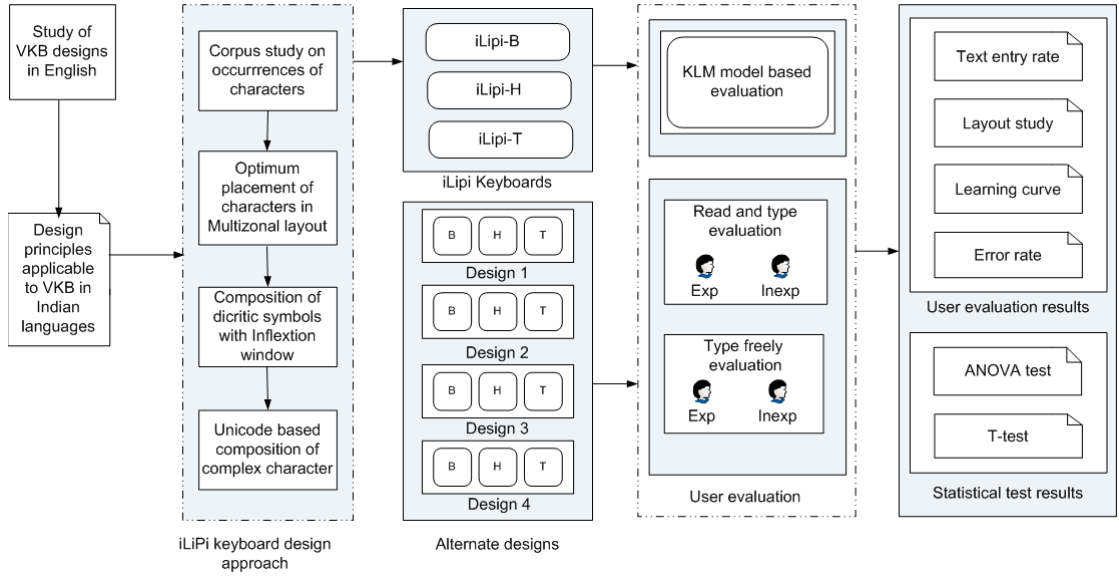 Study of
VKB designs
in English
Design
principles
applicable
to VKB in
Indian
languages
Corpus study on
occurrrences of
characters
Optimum
placement of
characters in
Multizonal layout
Composition of
dicritic symbols
with Inflextion
window
Unicode based
composition of
complex character
iLiPi keyboard design
approach
iLipi-B
iLipi-H
iLipi-T
iLipi Keyboards
B H T
Design 1
B H T
Design 2
B H T
Design 3
B H T
Design 4
Alternate designs
KLM model based
evaluation
Read and type
evaluation
Exp Inexp
Type freely
evaluation
Exp Inexp
User evaluation
Text entry rate
Layout study
Learning curve
Error rate
User evaluation results
ANOVA test
T-test
Statistical test results